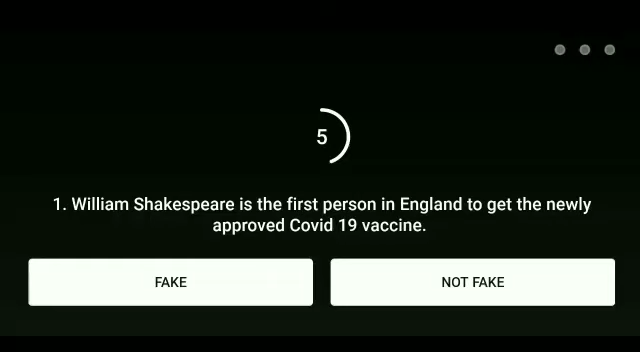 5
1. William Shakespeare is the first person in England to get the newly
approved Covid 19 vaccine.
FAKE
NOT FAKE